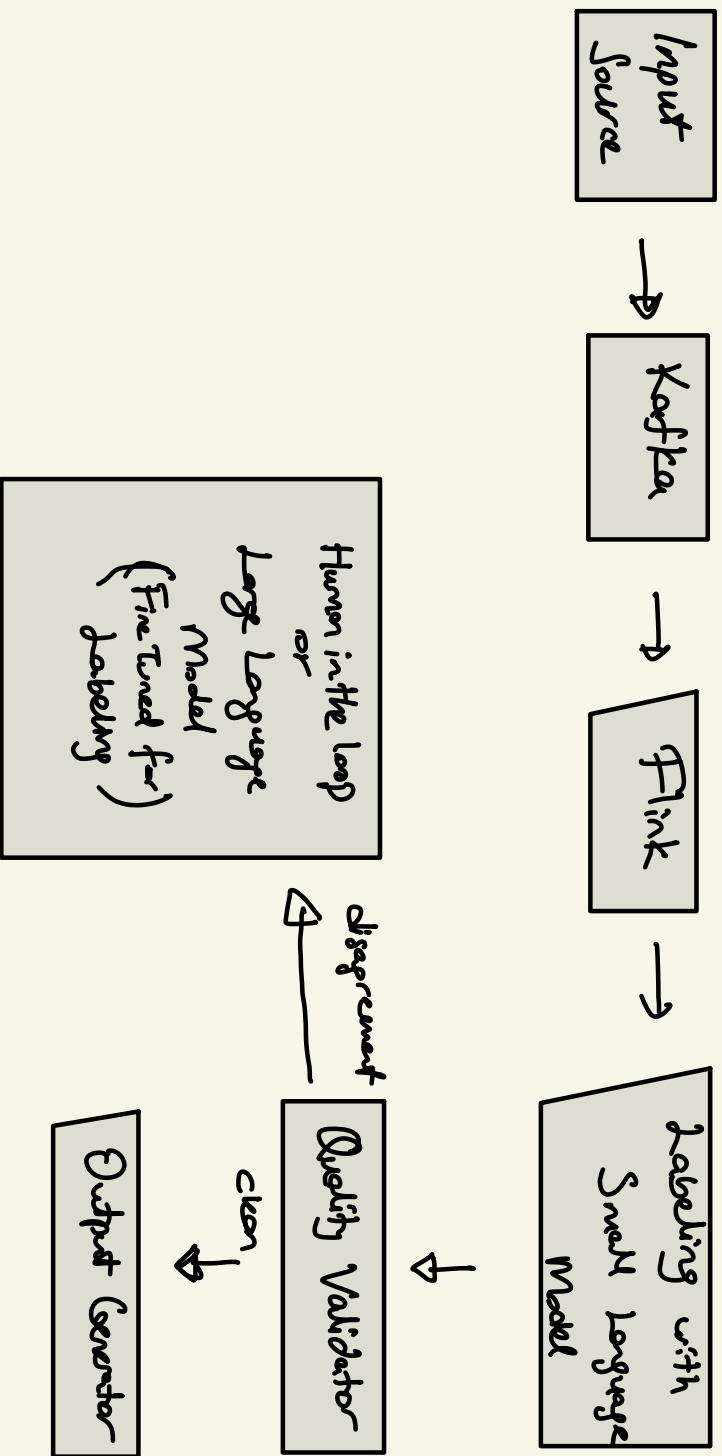 Input
Source
Kafka
Flink
Labeling with
Small Language
Model
Quality Validator
disagreement
clean
Human in the loop
or
Large Language
Model
(Fine Tuned for
Labeling)
Output Generator